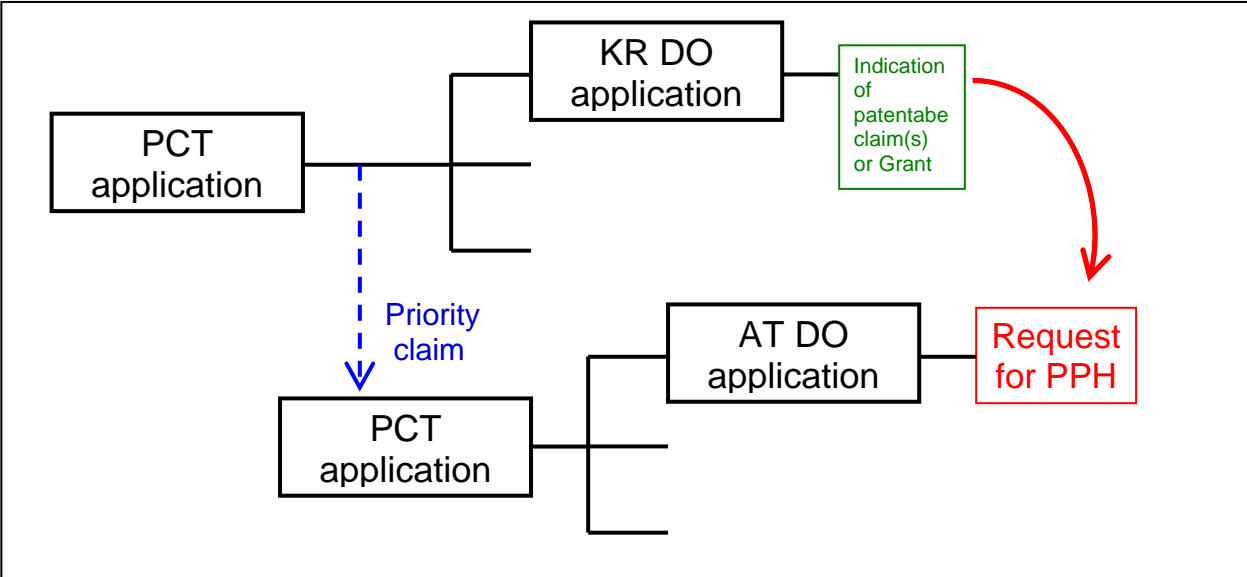 KR DO
application
Indication
of
patentabe
claim(s)
or Grant
PCT
application
Priority
claim
AT DO
application
Request
for PPH
PCT
application